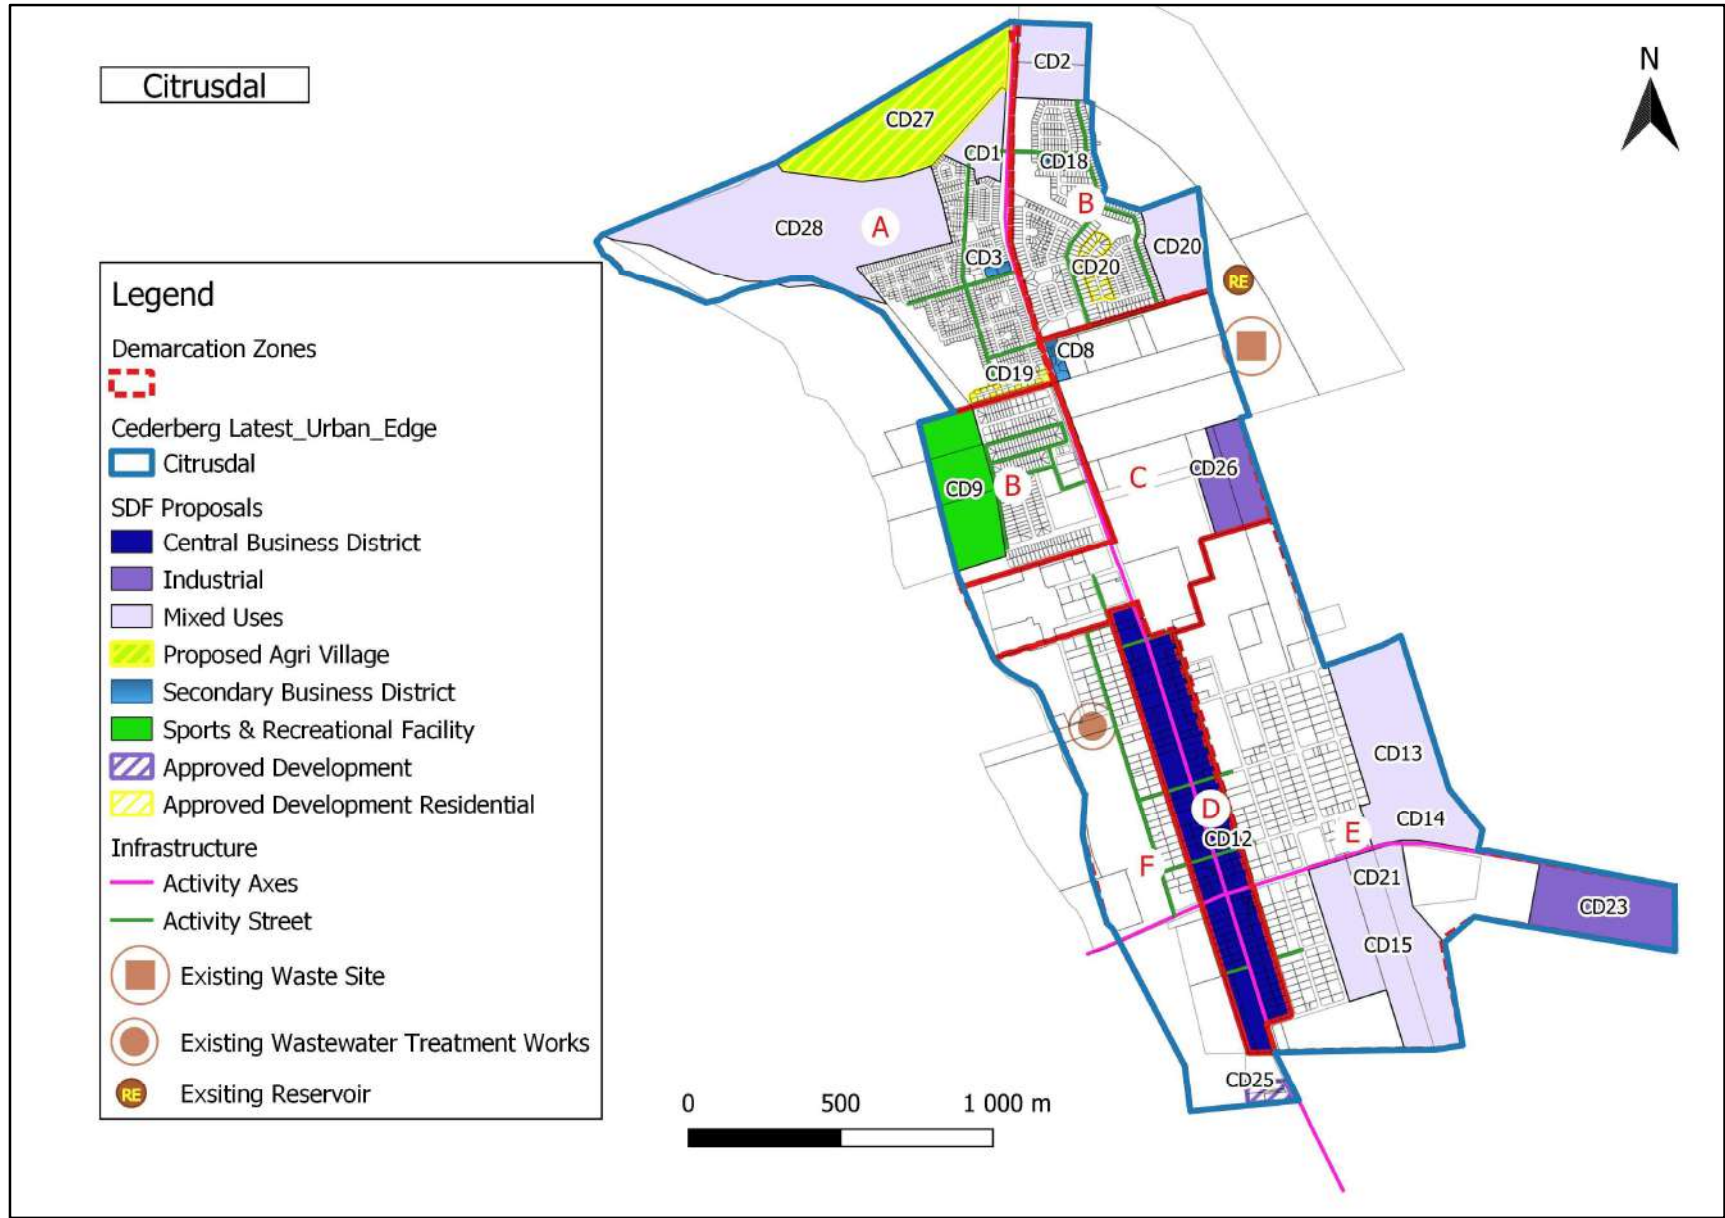 Citrusdal
N
Legend
Demarcation Zones
Cederberg Latest_Urban_Edge
Citrusdal
SDF Proposals
Central Business District
Industrial
Mixed Uses
Proposed Agri Village
Secondary Business District
Sports & Recreational Facility
Approved Development
Approved Development Residential
Infrastructure
Activity Axes
Activity Street
Existing Waste Site
Existing Wastewater Treatment Works
RE Exsiting Reservoir
CD2
CD27
CD1
CD18
B
CD28
A
CD20
CD3
CD20
RE
CD8
CD19
CD26
C
CD9
B
CD13
D
CD14
CD12
E
F
CD21
CD23
CD15
CD25
0 500 1 000 m